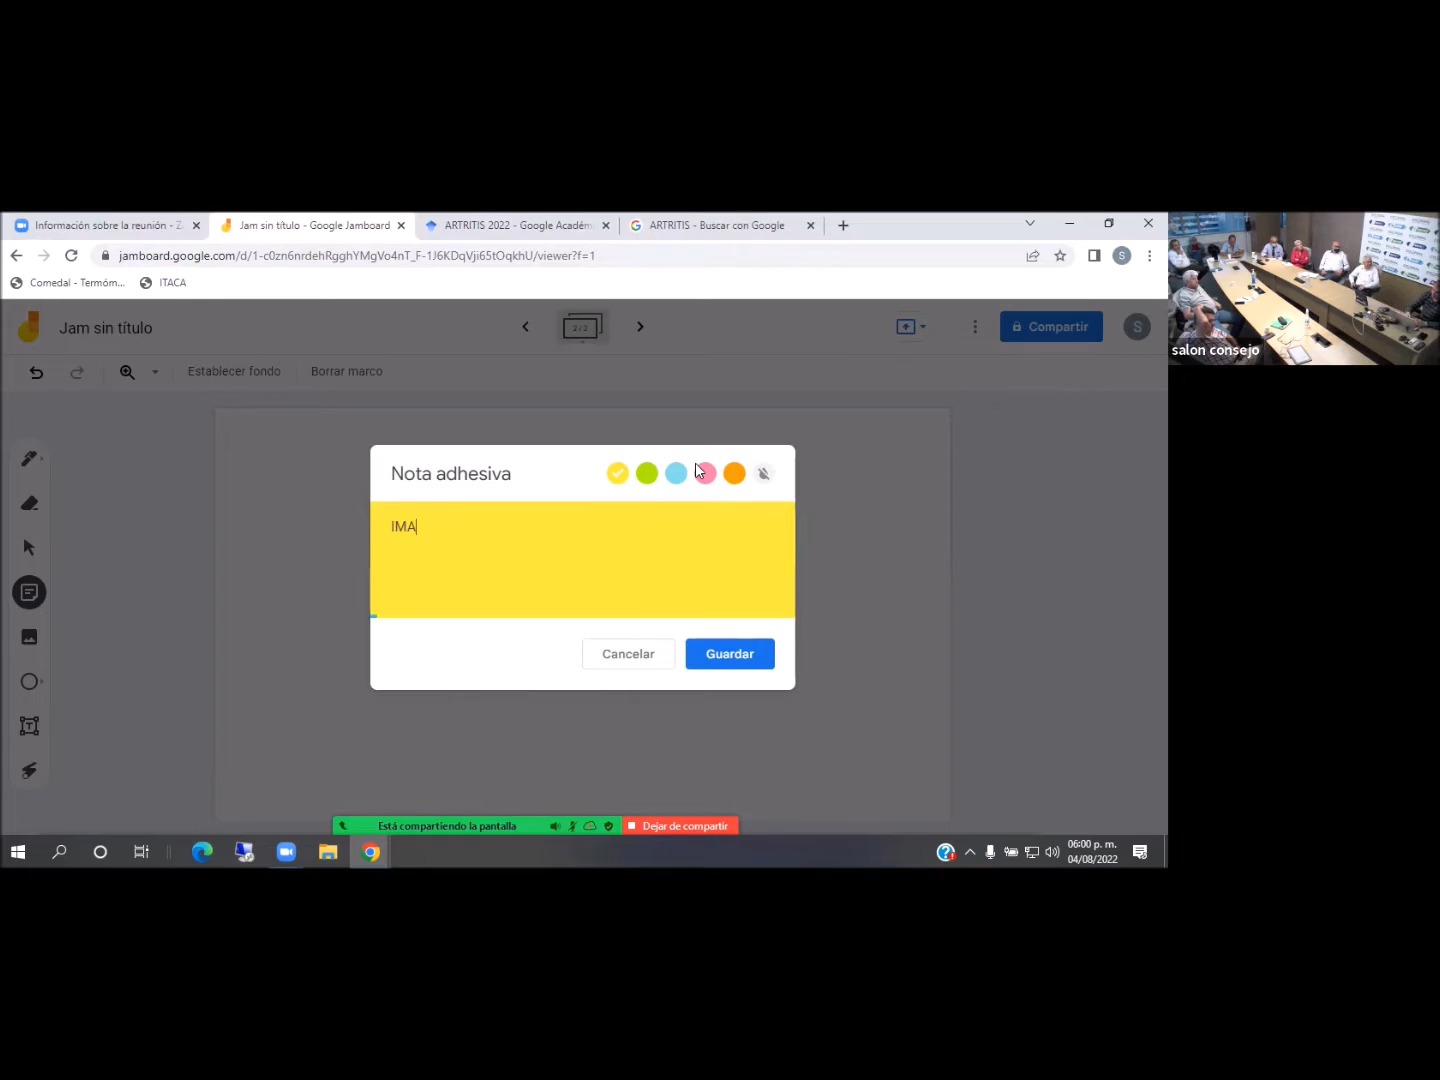 Información sobre la reunión - Z
Jam sin título - Google Jamboard
ARTRITIS 2022 - Google Académ
ARTRITIS - Buscar con Google
jamboard.google.com/d/1-c0zn6nrdehRgghYMgVo4nT_F-1J6KDqVji65tOqkhU/viewer?f=1
S
Comedal - Termóm...
ITACA
Jam sin título
2/2
Compartir
S
Establecer fondo
Borrar marco
salon consejo
Nota adhesiva
IMA
Cancelar
Guardar
Está compartiendo la pantalla
Dejar de compartir
06:00 p. m.
04/08/2022